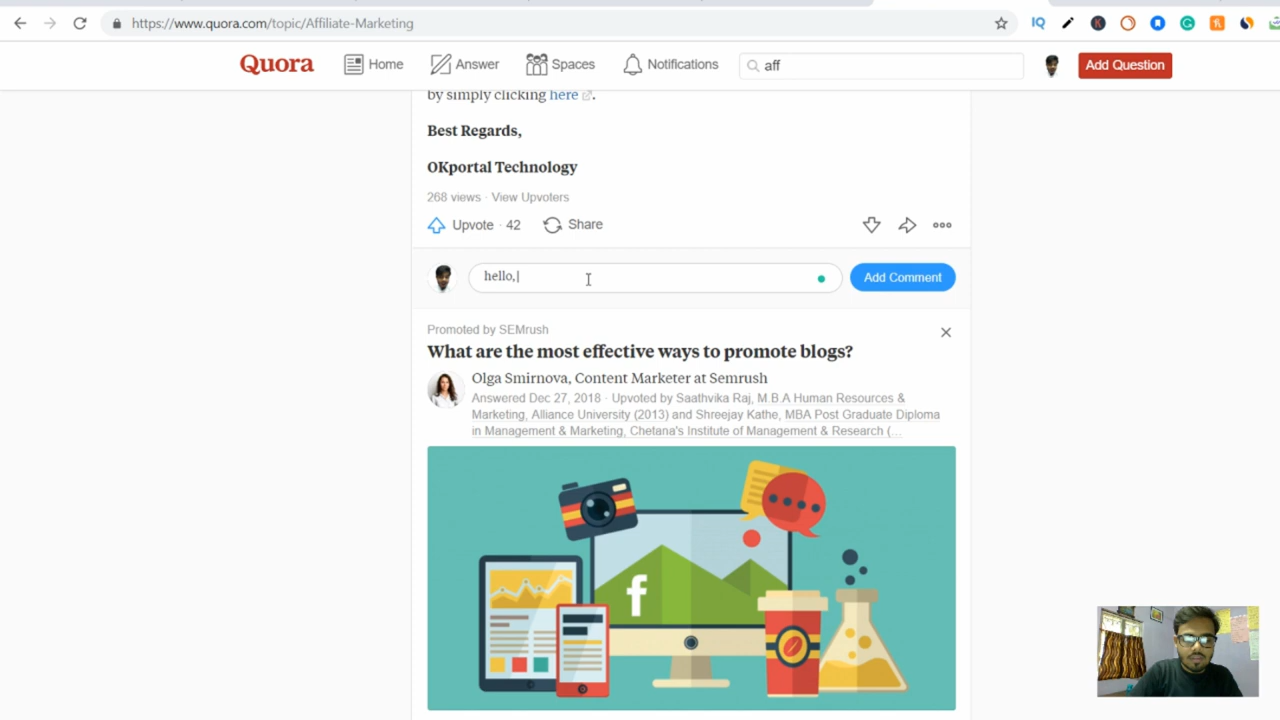 https://www.quora.com/topic/Affiliate-Marketing
IQ
Quora
Home
Answer
Spaces
Notifications
aff
Add Question
by simply clicking here.
Best Regards,
OKportal Technology
268 views · View Upvoters
Upvote · 42
Share
hello,
Add Comment
Promoted by SEMrush
What are the most effective ways to promote blogs?
Olga Smirnova, Content Marketer at Semrush
Answered Dec 27, 2018 · Upvoted by Saathvika Raj, M.B.A Human Resources &
Marketing, Alliance University (2013) and Shreejay Kathe, MBA Post Graduate Diploma
in Management & Marketing, Chetana's Institute of Management & Research (...
f